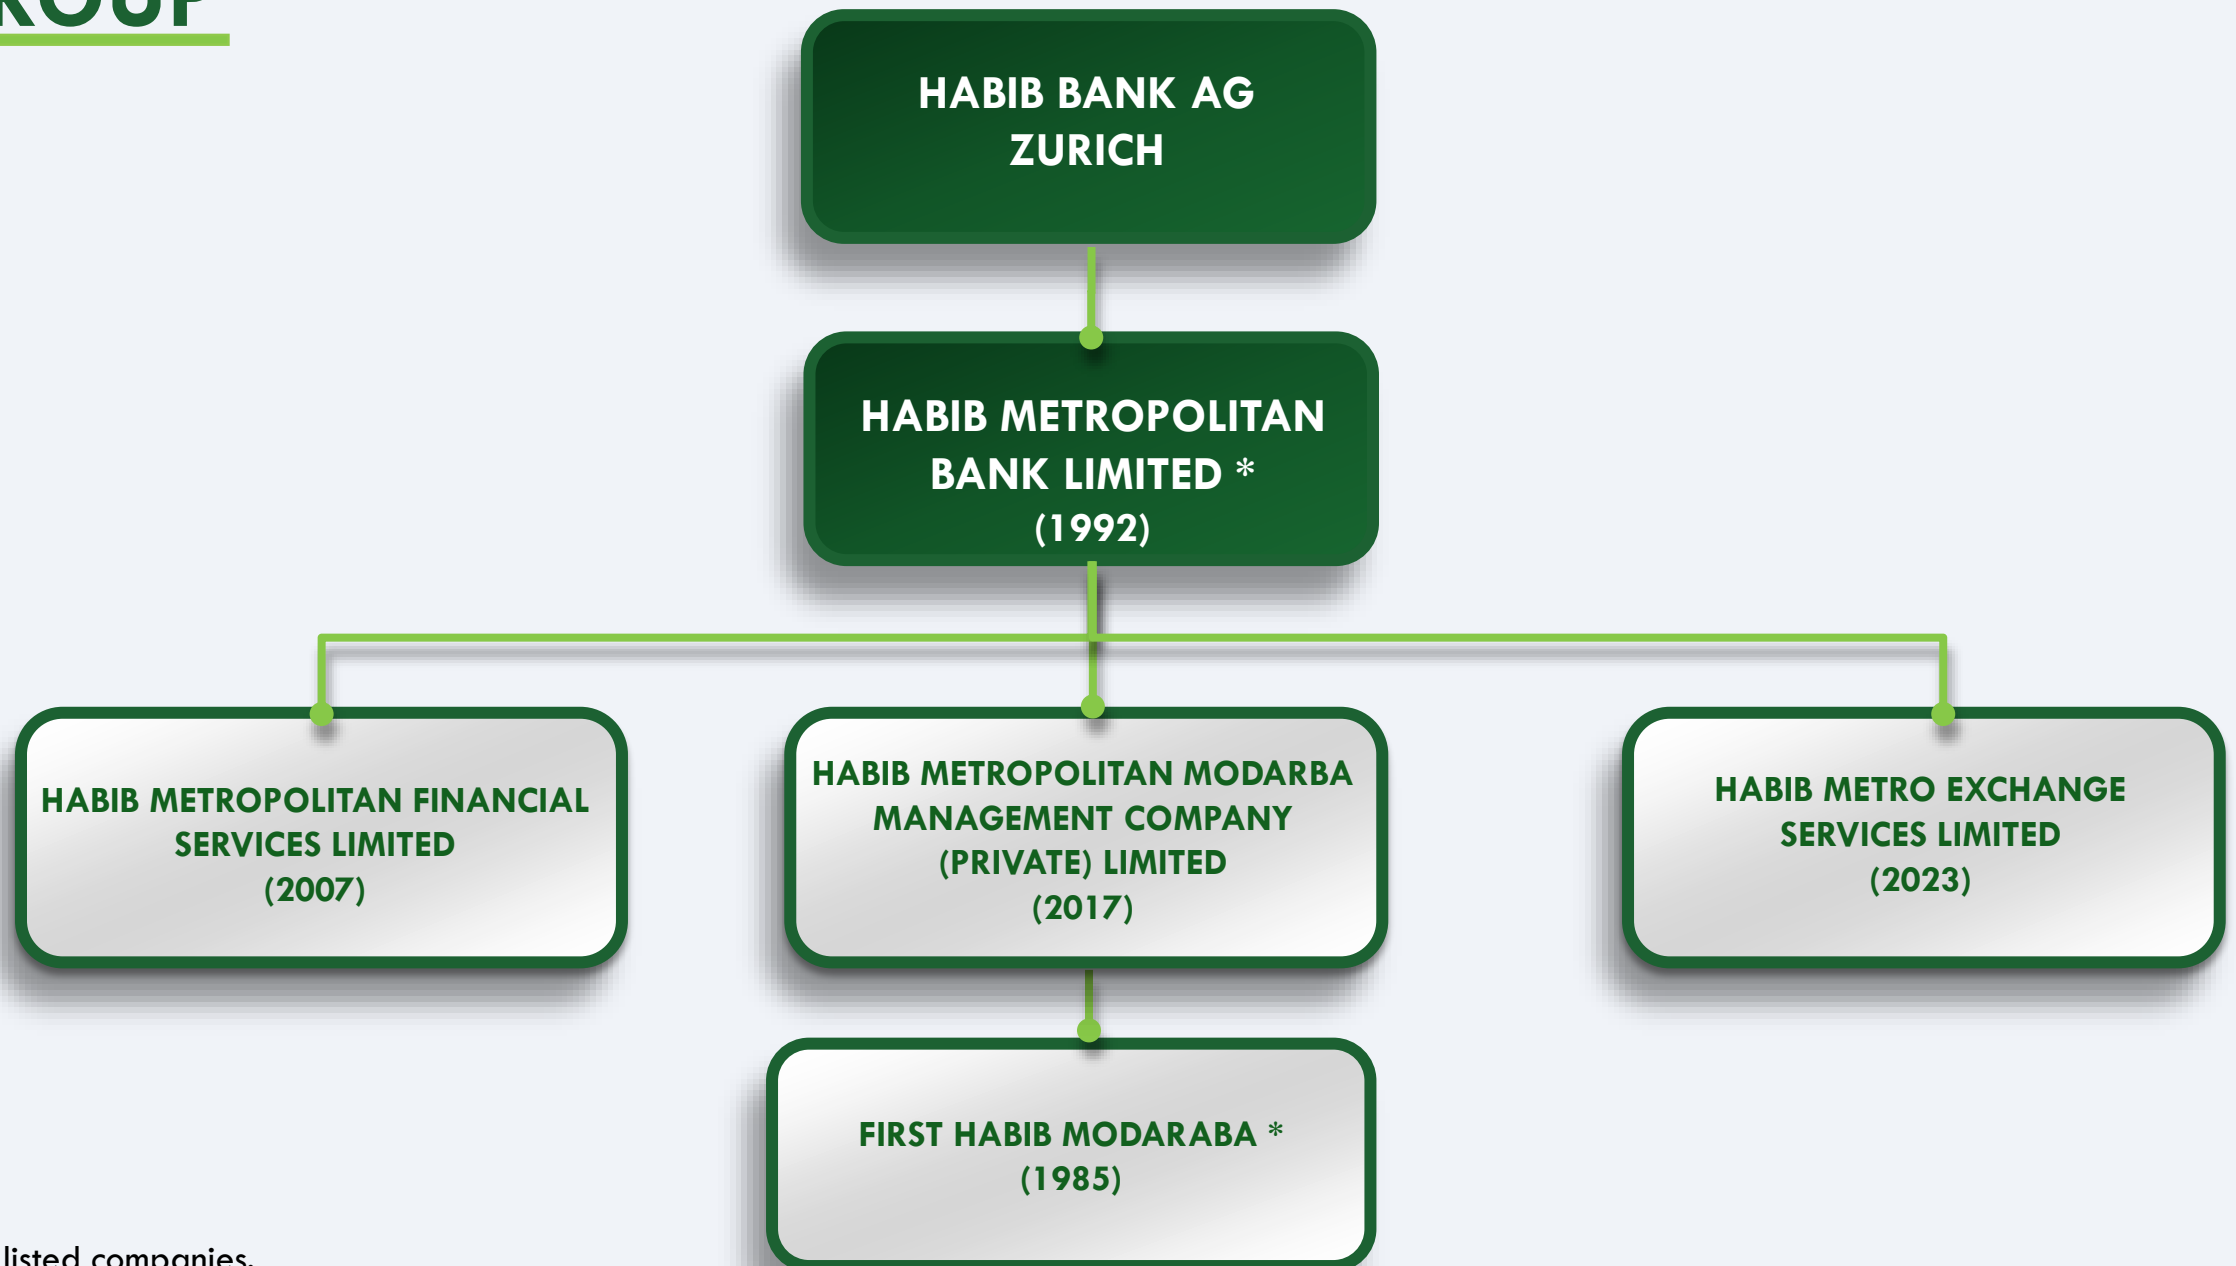 HABIB BANK AG
ZURICH
HABIB METROPOLITAN
BANK LIMITED *
(1992)
HABIB METROPOLITAN FINANCIAL
SERVICES LIMITED
(2007)
HABIB METROPOLITAN MODARBA
MANAGEMENT COMPANY
(PRIVATE) LIMITED
(2017)
HABIB METRO EXCHANGE
SERVICES LIMITED
(2023)
FIRST HABIB MODARABA *
(1985)
listed companies.